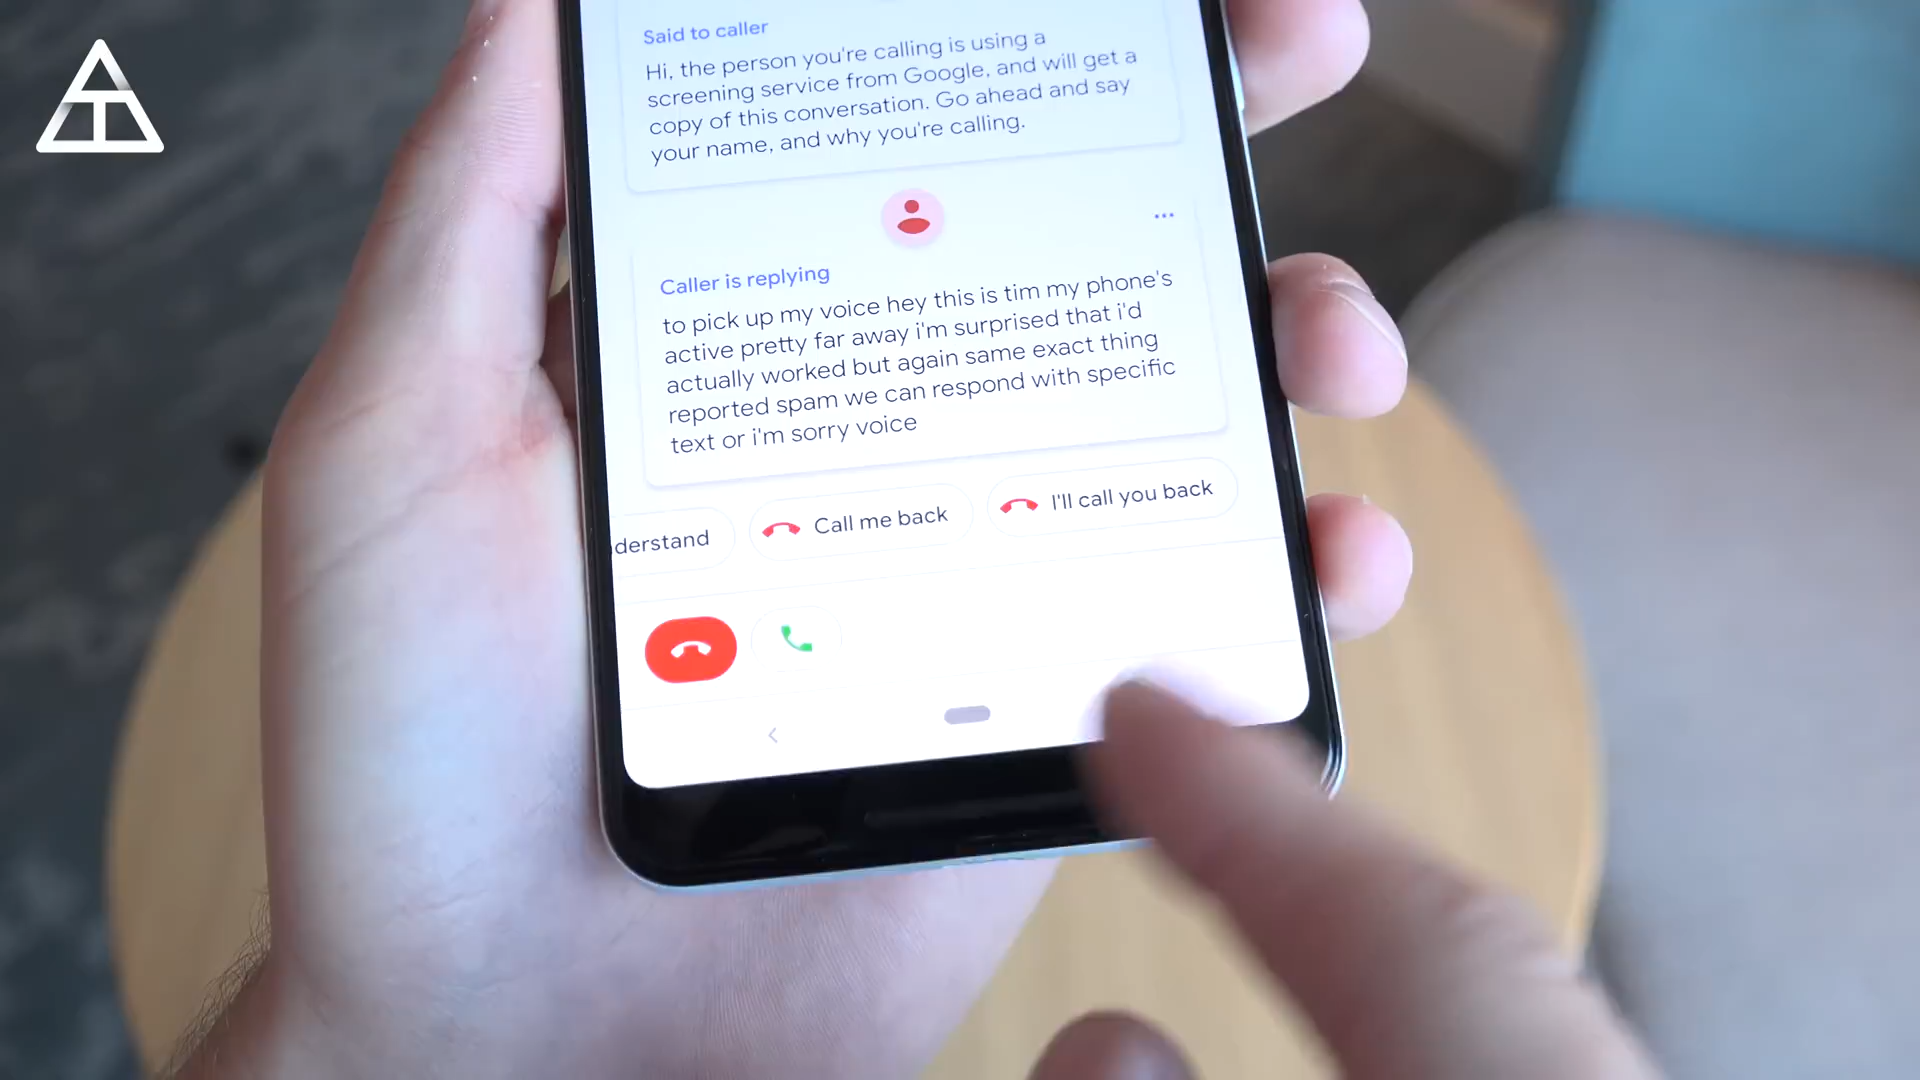 Said to caller
Hi, the person you're calling is using a
screening service from Google, and will get a
copy of this conversation. Go ahead and say
your name, and why you're calling.
Caller is replying
to pick up my voice hey this is tim my phone's
active pretty far away i'm surprised that i'd
actually worked but again same exact thing
reported spam we can respond with specific
text or i'm sorry voice
derstand
Call me back
I'll call you back